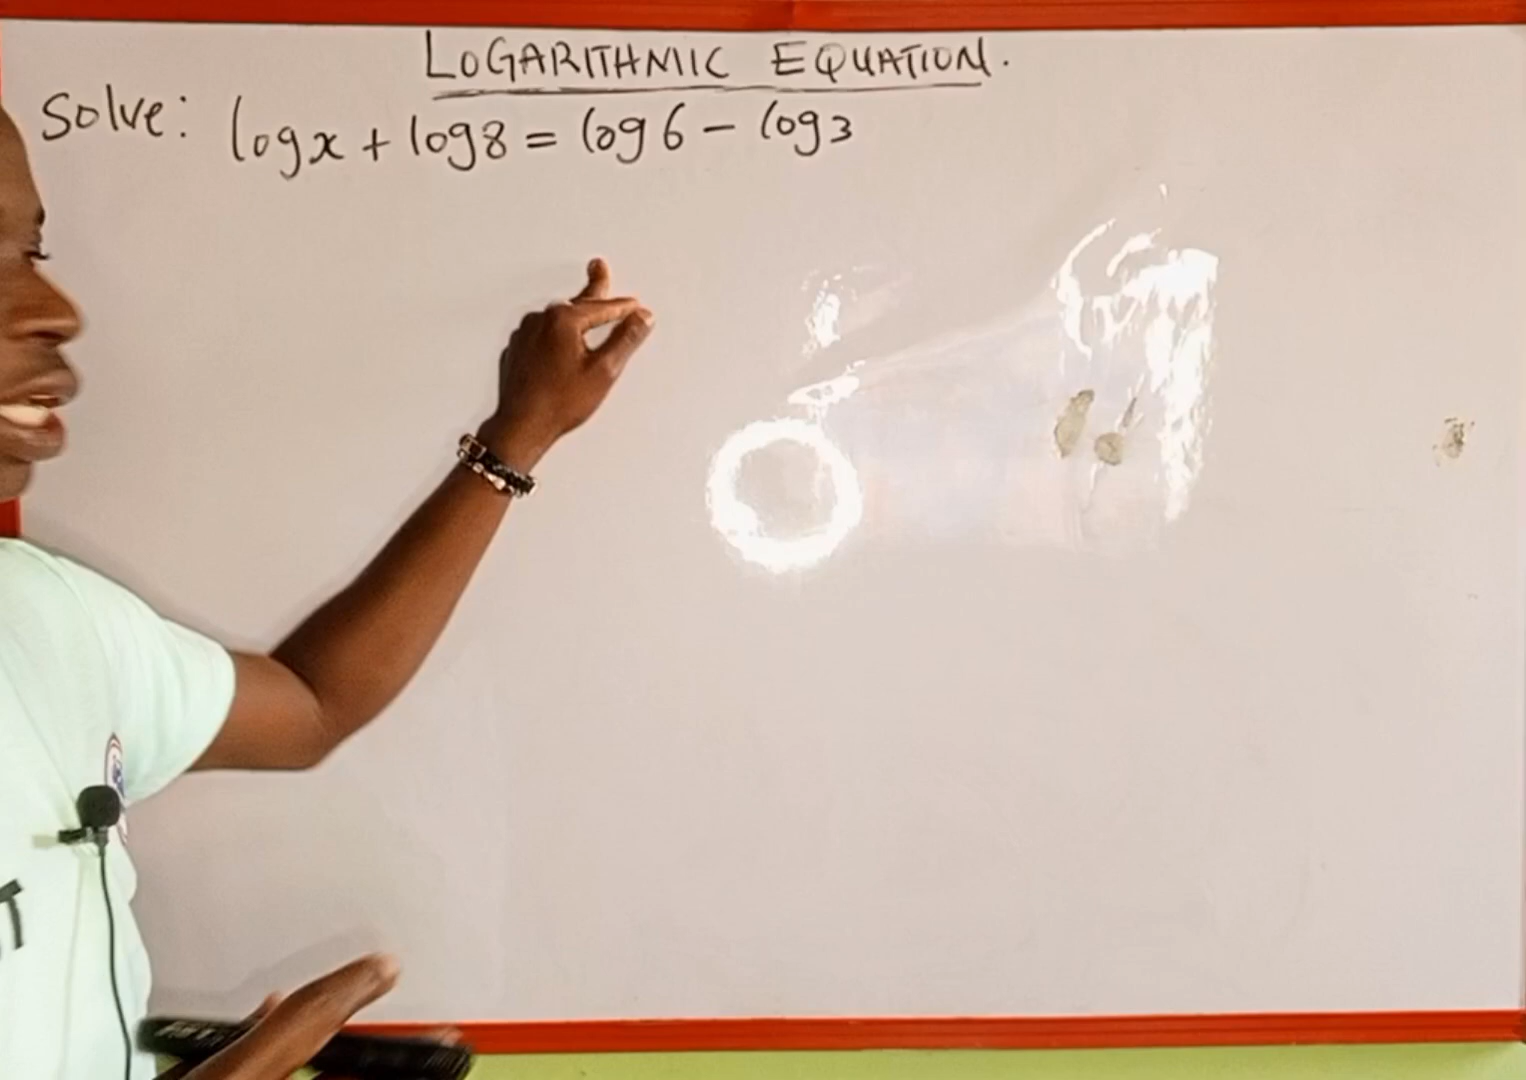 LOGARITHMIC EQUATION.
Solve: log x + log 8 = log 6 - log 3